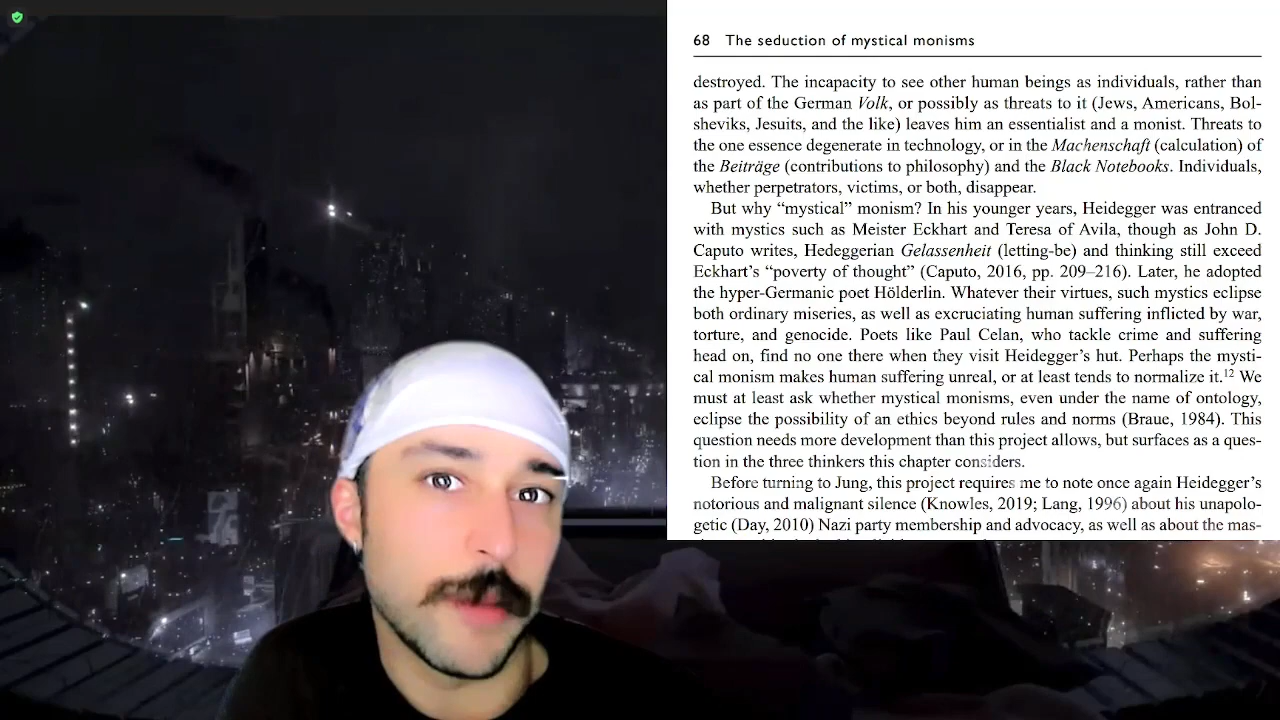 68 The seduction of mystical monisms
destroyed. The incapacity to see other human beings as individuals, rather than
as part of the German Volk, or possibly as threats to it (Jews, Americans, Bol-
sheviks, Jesuits, and the like) leaves him an essentialist and a monist. Threats to
the one essence degenerate in technology, or in the Machenschaft (calculation) of
the Beiträge (contributions to philosophy) and the Black Notebooks. Individuals,
whether perpetrators, victims, or both, disappear.
But why “mystical” monism? In his younger years, Heidegger was entranced
with mystics such as Meister Eckhart and Teresa of Avila, though as John D.
Caputo writes, Hedeggerian Gelassenheit (letting-be) and thinking still exceed
Eckhart’s “poverty of thought” (Caputo, 2016, pp. 209–216). Later, he adopted
the hyper-Germanic poet Hölderlin. Whatever their virtues, such mystics eclipse
both ordinary miseries, as well as excruciating human suffering inflicted by war,
torture, and genocide. Poets like Paul Celan, who tackle crime and suffering
head on, find no one there when they visit Heidegger’s hut. Perhaps the mysti-
cal monism makes human suffering unreal, or at least tends to normalize it.12 We
must at least ask whether mystical monisms, even under the name of ontology,
eclipse the possibility of an ethics beyond rules and norms (Braue, 1984). This
question needs more development than this project allows, but surfaces as a ques-
tion in the three thinkers this chapter considers.
Before turning to Jung, this project requires me to note once again Heidegger’s
notorious and malignant silence (Knowles, 2019; Lang, 1996) about his unapolo-
getic (Day, 2010) Nazi party membership and advocacy, as well as about the mas-